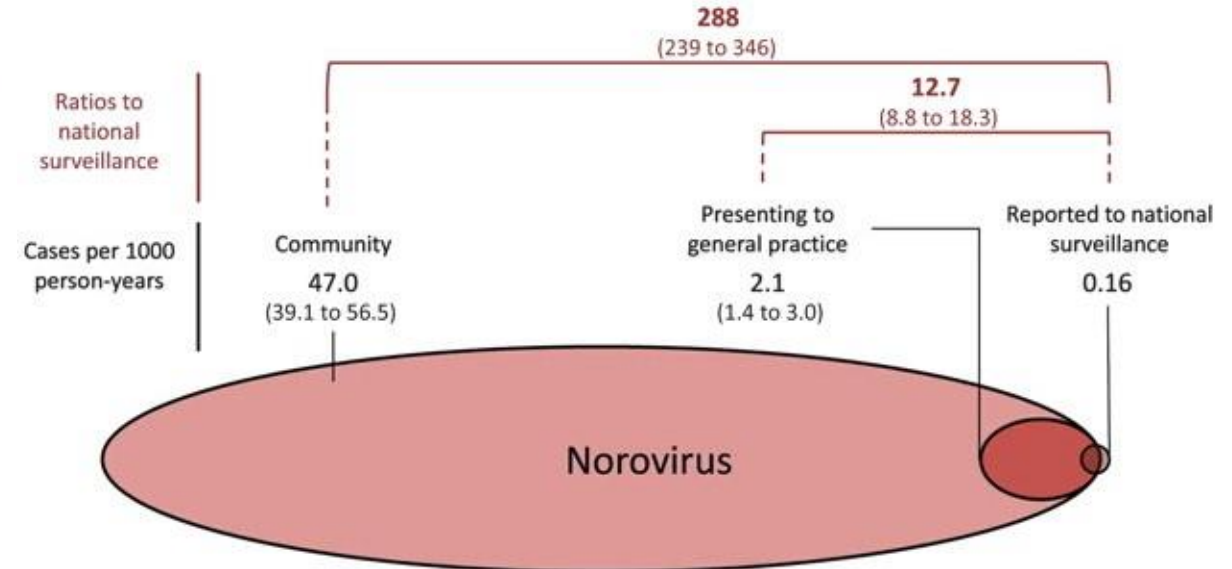 288
(239 to 346)
12.7
(8.8 to 18.3)
Ratios to
national
surveillance
Cases per 1000
person-years
Community
47.0
(39.1 to 56.5)
Presenting to
general practice
2.1
(1.4 to 3.0)
Reported to national
surveillance
0.16
Norovirus